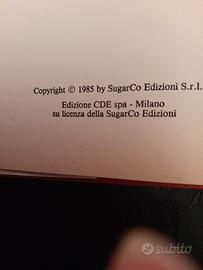 Copyright © 1985 by SugarCo Edizioni S.r.l.
Edizione CDE spa - Milano
su licenza della SugarCo Edizioni
subito